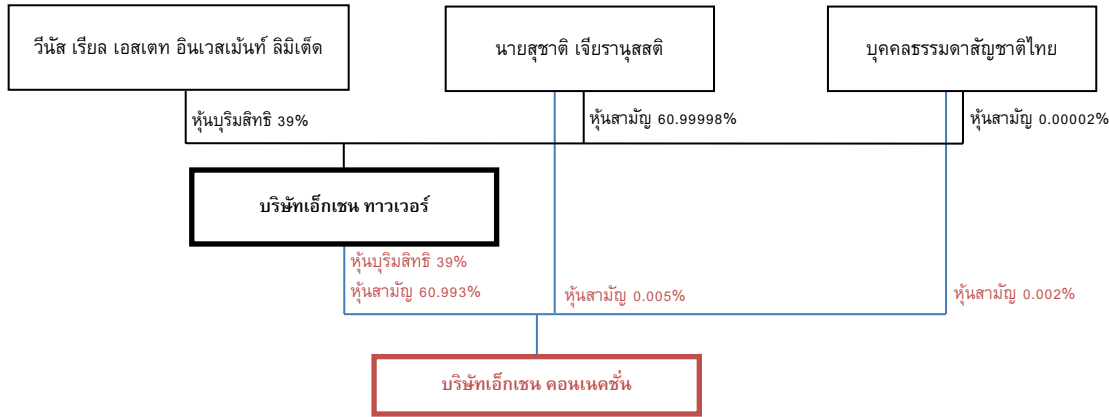 วีนัส เรียล เอสเตท อินเวสเม้นท์ ลิมิเต็ด
นายสุชาติ เจียรานุสสติ
บุคคลธรรมดาสัญชาติไทย
หุ้นบุริมสิทธิ 39%
หุ้นสามัญ 60.99998%
หุ้นสามัญ 0.00002%
บริษัทเอ็กเชน ทาวเวอร์
หุ้นบุริมสิทธิ 39%
หุ้นสามัญ 60.993%
หุ้นสามัญ 0.005%
หุ้นสามัญ 0.002%
บริษัทเอ็กเชน คอนเนคชั่น